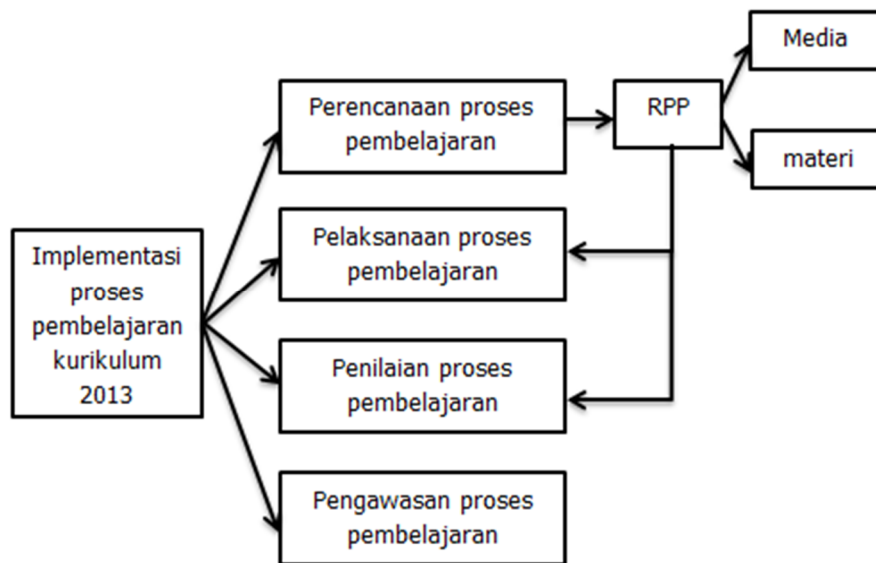 Media
Perencanaan proses
pembelajaran
RPP
materi
Pelaksanaan proses
pembelajaran
Implementasi
proses
pembelajaran
kurikulum
2013
Penilaian proses
pembelajaran
Pengawasan proses
pembelajaran